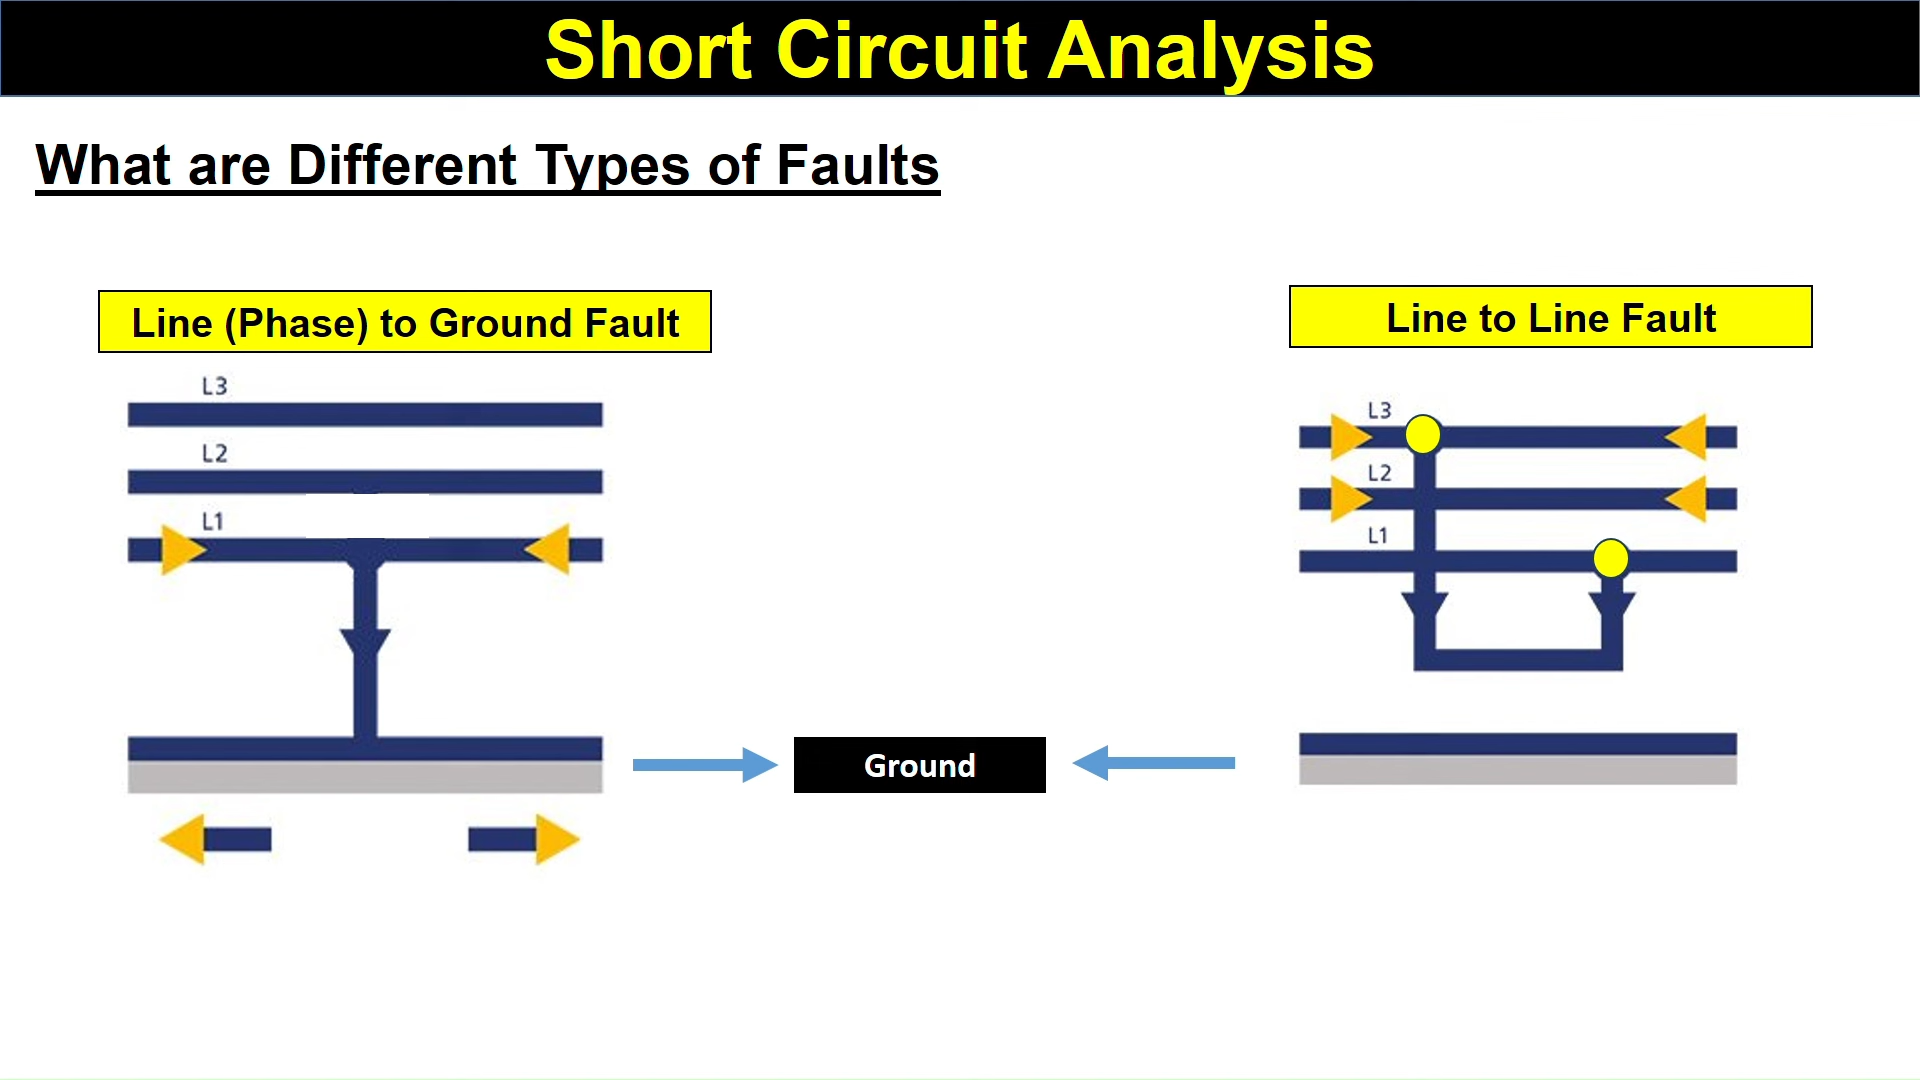 Short Circuit Analysis
What are Different Types of Faults
Line (Phase) to Ground Fault
L3
L2
L1
Line to Line Fault
L3
L2
L1
Ground